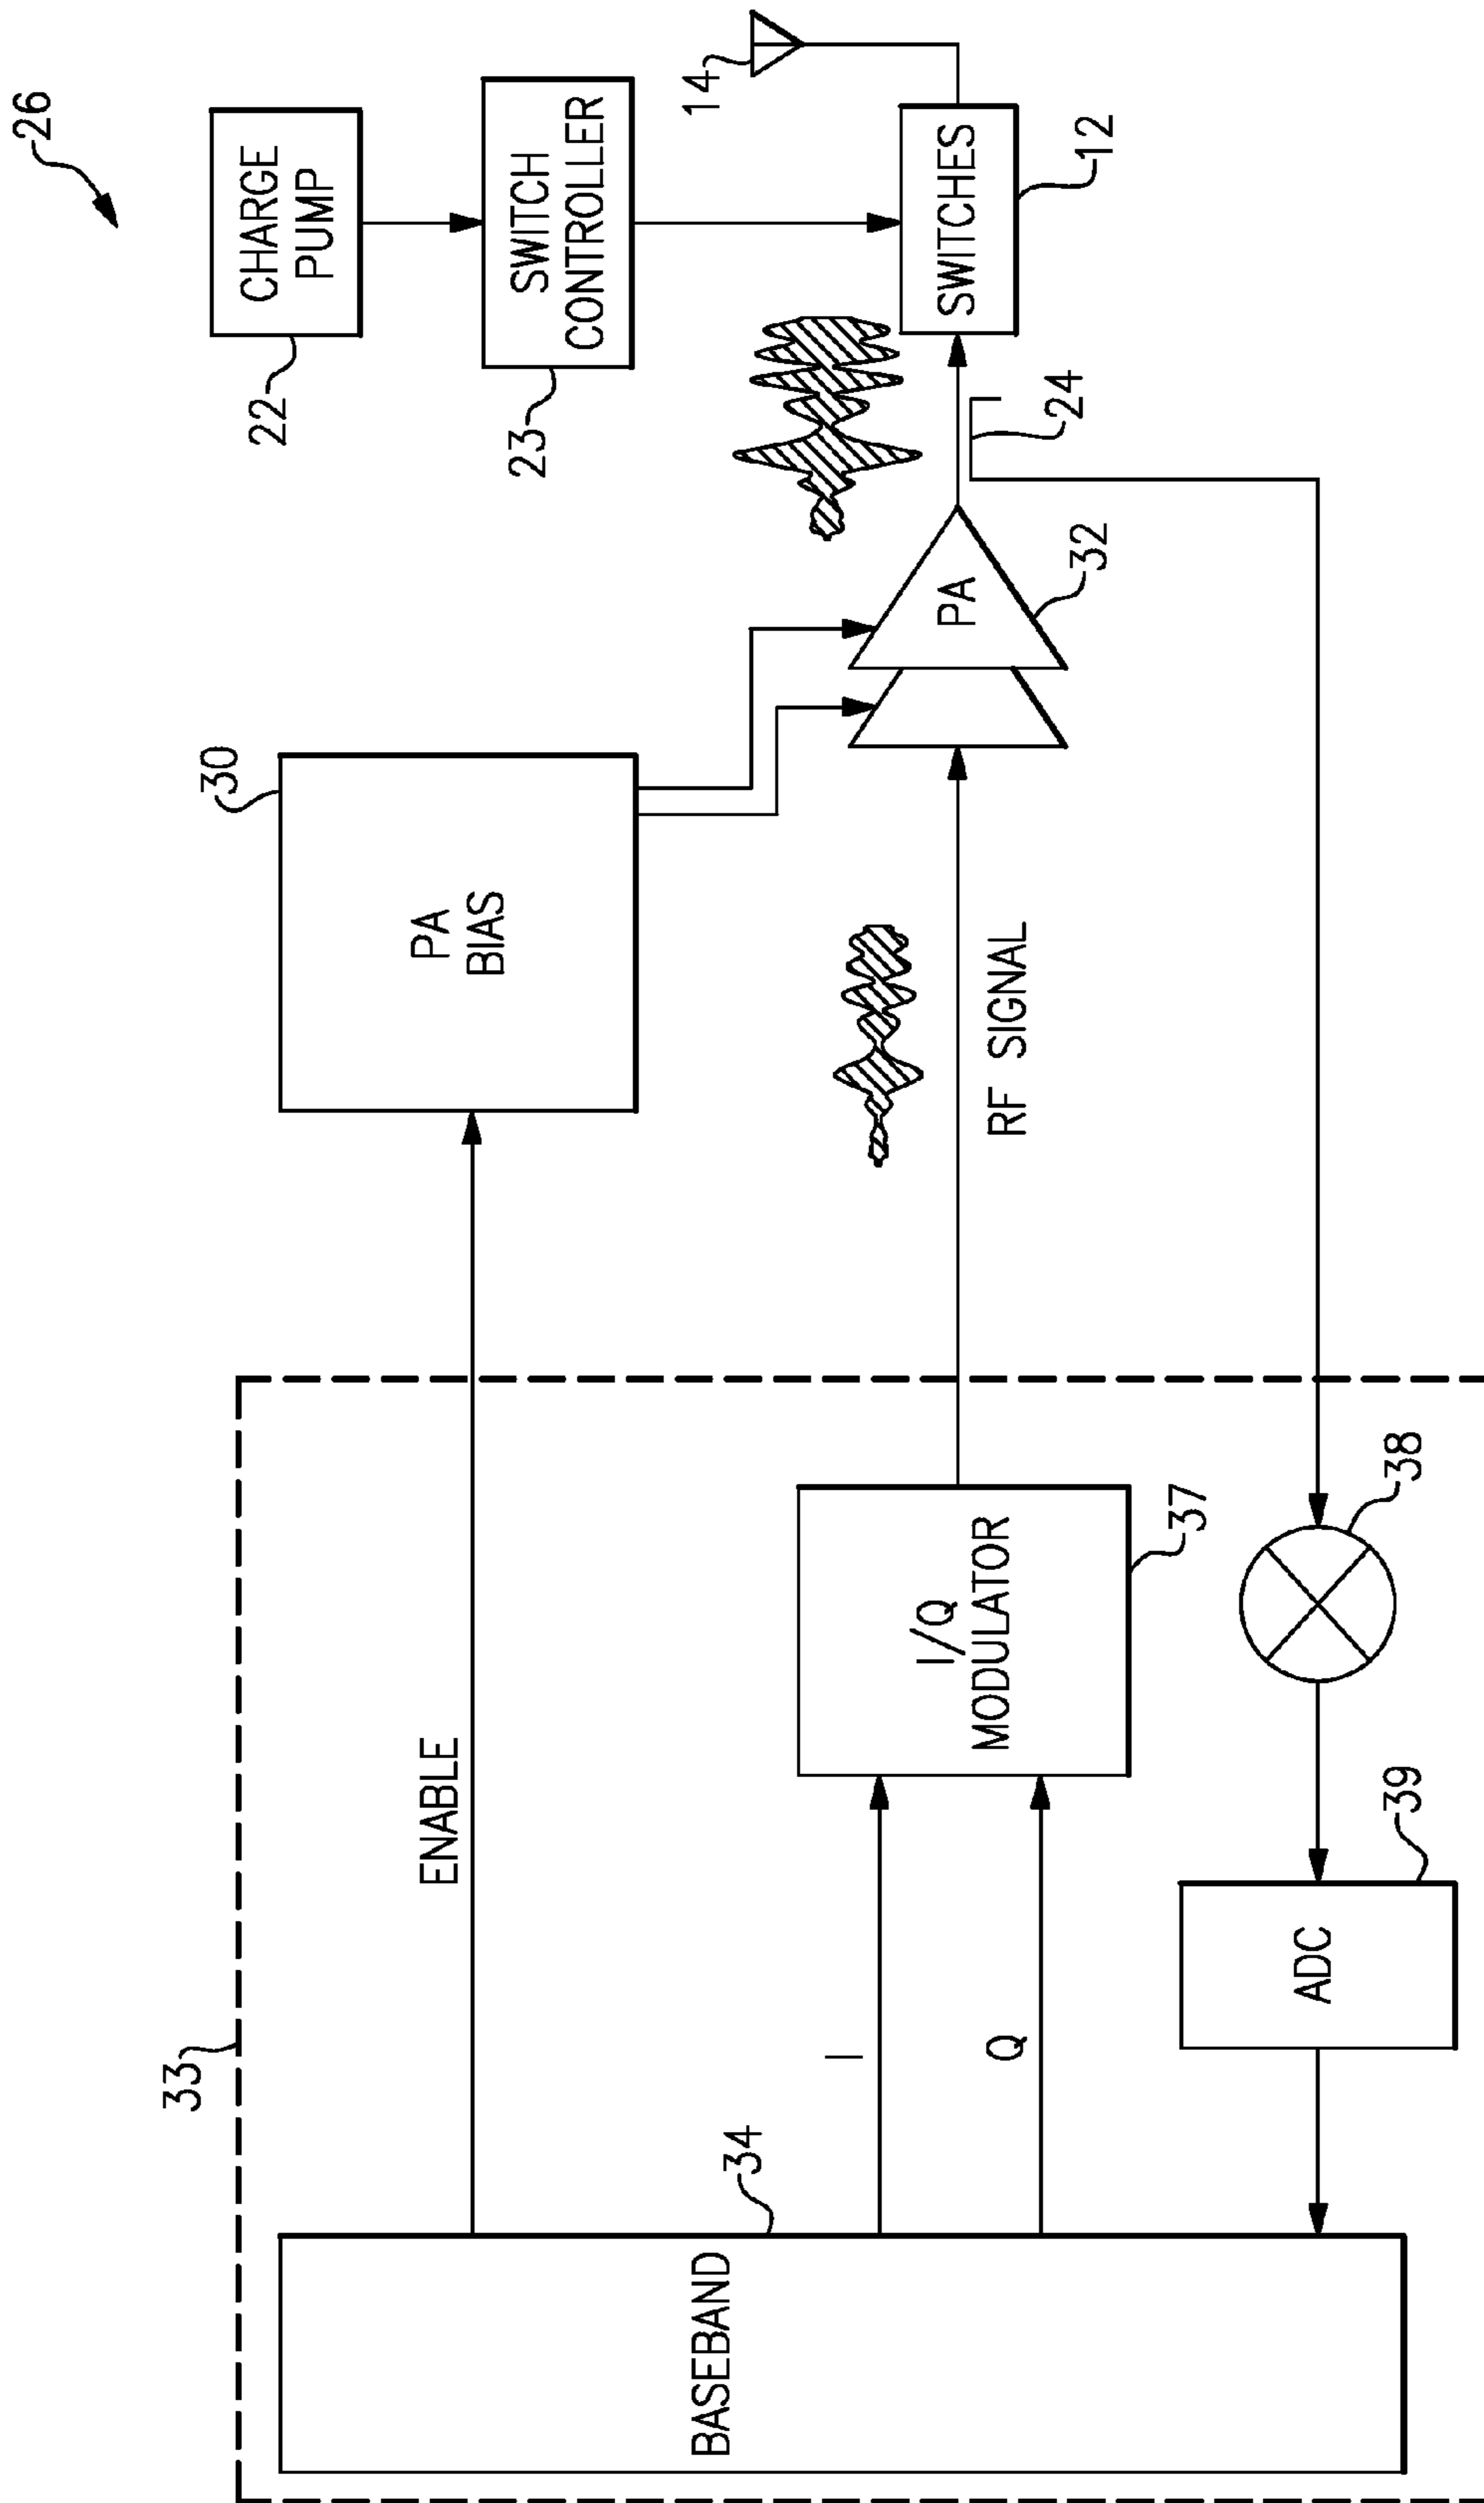 26
CHARGE
PUMP
22
SWITCH
CONTROLLER
23
14
SWITCHES
12
24
PA
32
30
PA
BIAS
RF SIGNAL
33
ENABLE
I/Q
MODULATOR
37
38
ADC
39
I
Q
34
BASEBAND